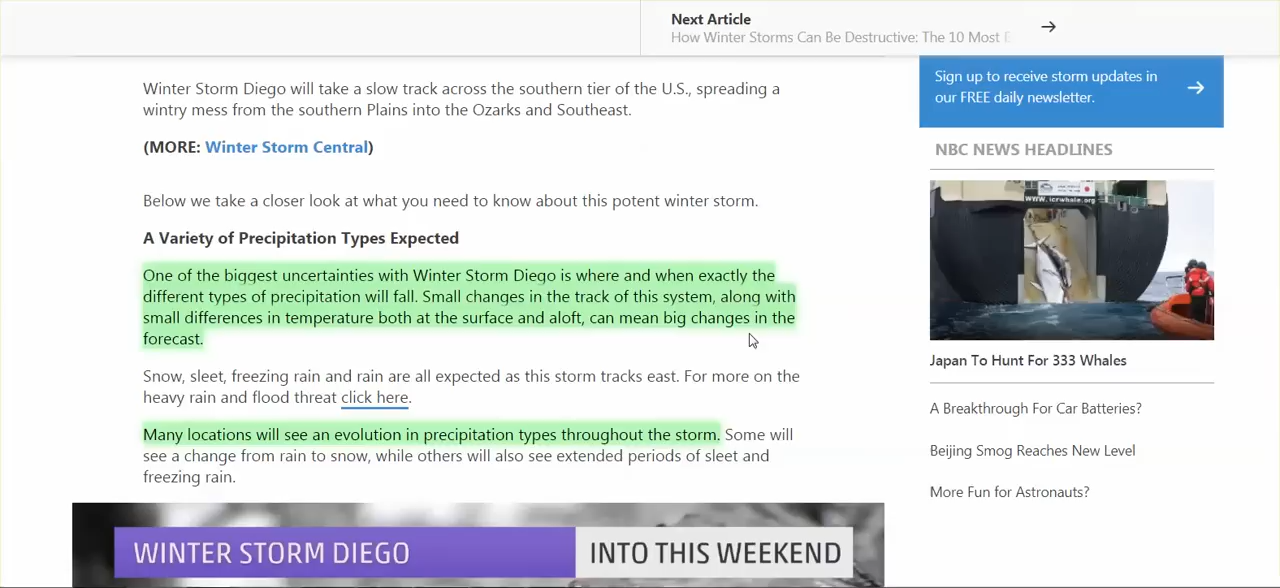 Next Article
How Winter Storms Can Be Destructive: The 10 Most
Winter Storm Diego will take a slow track across the southern tier of the U.S., spreading a
wintry mess from the southern Plains into the Ozarks and Southeast.
(MORE: Winter Storm Central)
Below we take a closer look at what you need to know about this potent winter storm.
A Variety of Precipitation Types Expected
One of the biggest uncertainties with Winter Storm Diego is where and when exactly the
different types of precipitation will fall. Small changes in the track of this system, along with
small differences in temperature both at the surface and aloft, can mean big changes in the
forecast.
Snow, sleet, freezing rain and rain are all expected as this storm tracks east. For more on the
heavy rain and flood threat click here.
Many locations will see an evolution in precipitation types throughout the storm. Some will
see a change from rain to snow, while others will also see extended periods of sleet and
freezing rain.
WINTER STORM DIEGO
INTO THIS WEEKEND
Sign up to receive storm updates in
our FREE daily newsletter.
NBC NEWS HEADLINES
www.icrwhale.org
Japan To Hunt For 333 Whales
A Breakthrough For Car Batteries?
Beijing Smog Reaches New Level
More Fun for Astronauts?